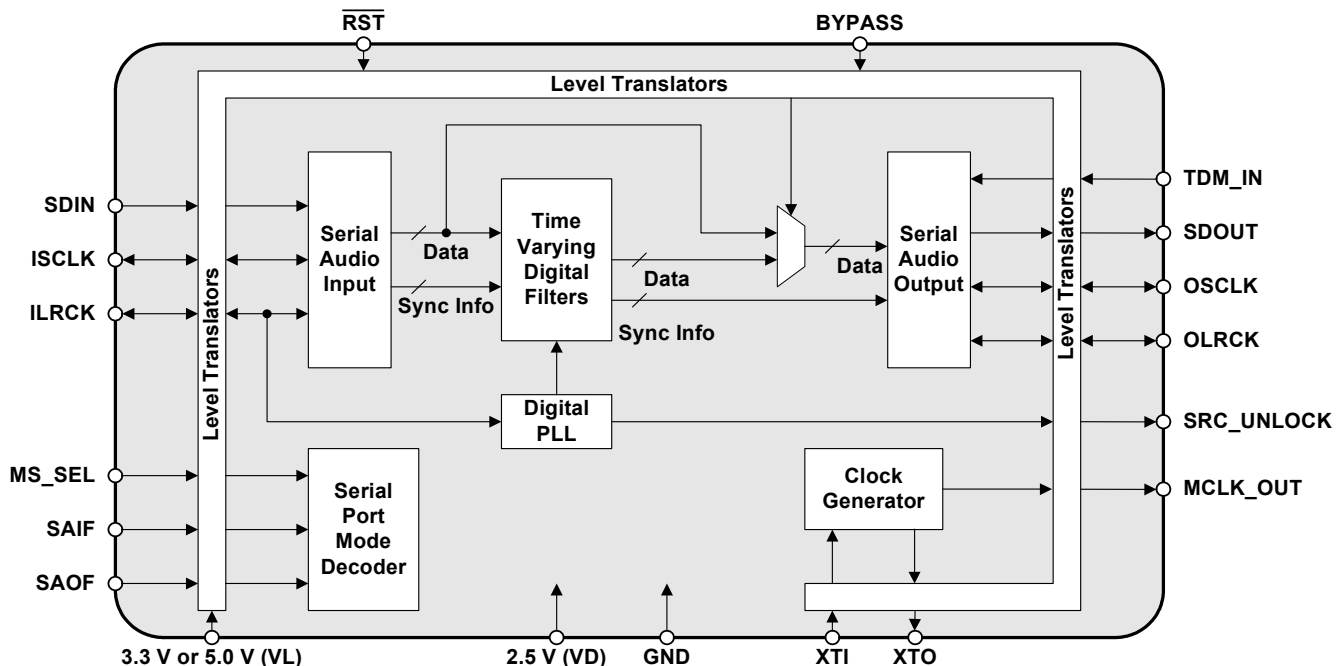 RST
BYPASS
Level Translators
SDIN
ISCLK
ILRCK
MS_SEL
SAIF
SAOF
Level Translators
Serial
Audio
Input
Data
Sync Info
Time
Varying
Digital
Filters
Data
Sync Info
Data
Serial
Audio
Output
Digital
PLL
Serial
Port
Mode
Decoder
Clock
Generator
Level Translators
TDM_IN
SDOUT
OSCLK
OLRCK
SRC_UNLOCK
MCLK_OUT
3.3 V or 5.0 V (VL)
2.5 V (VD)
GND
XTI
XTO